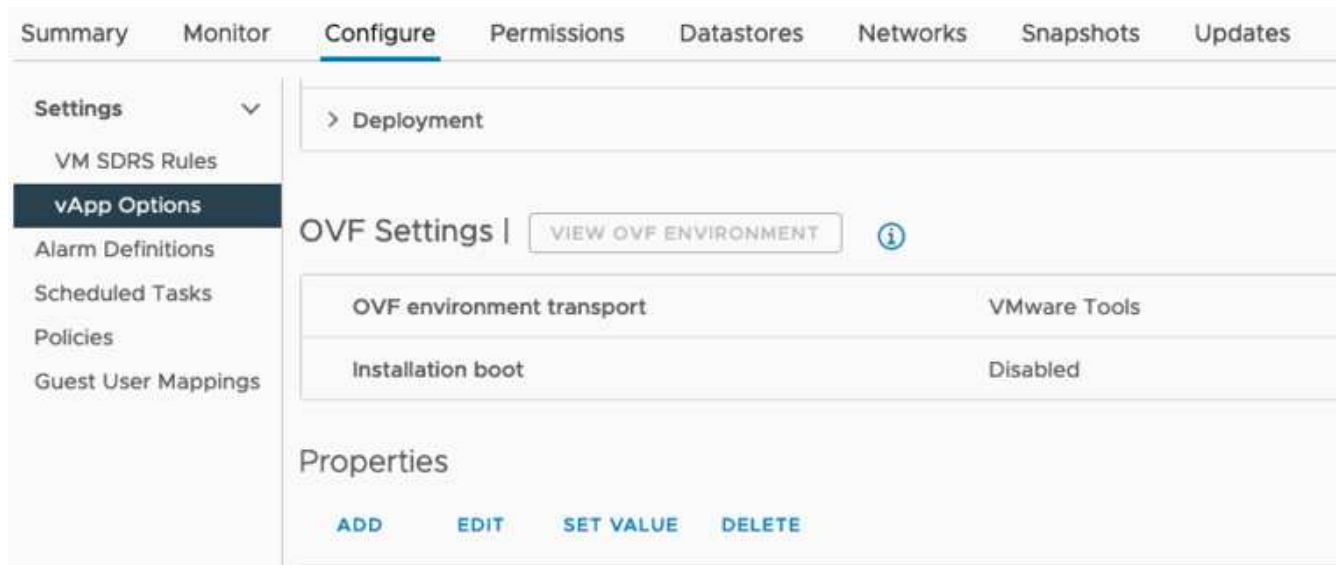 Summary Monitor Configure Permissions Datastores Networks Snapshots Updates
Settings
VM SDRS Rules
vApp Options
Alarm Definitions
Scheduled Tasks
Policies
Guest User Mappings
> Deployment
OVF Settings | VIEW OVF ENVIRONMENT
OVF environment transport VMware Tools
Installation boot Disabled
Properties
ADD EDIT SET VALUE DELETE